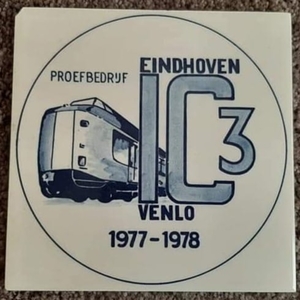 EINDHOVEN
PROEFBEDRIJF
IC3
VENLO
1977-1978